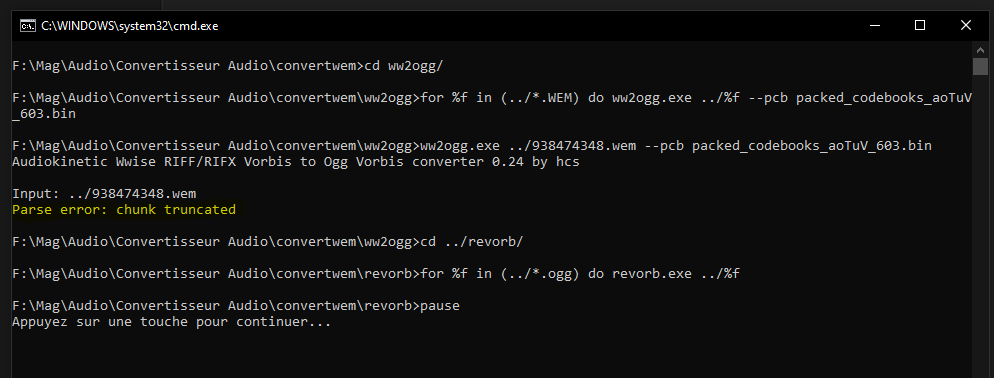 C:\WINDOWS\system32\cmd.exe
F:\Mag\Audio\Convertisseur Audio\convertwem>cd ww2ogg/
F:\Mag\Audio\Convertisseur Audio\convertwem\ww2ogg>for %f in (../*.WEM) do ww2ogg.exe ../%f --pcb packed_codebooks_aoTuV
_603.bin
F:\Mag\Audio\Convertisseur Audio\convertwem\ww2ogg>ww2ogg.exe ../938474348.wem --pcb packed_codebooks_aoTuV_603.bin
Audiokinetic Wwise RIFF/RIFX Vorbis to Ogg Vorbis converter 0.24 by hcs
Input: ../938474348.wem
Parse error: chunk truncated
F:\Mag\Audio\Convertisseur Audio\convertwem\ww2ogg>cd ../revorb/
F:\Mag\Audio\Convertisseur Audio\convertwem\revorb>for %f in (../*.ogg) do revorb.exe ../%f
F:\Mag\Audio\Convertisseur Audio\convertwem\revorb>pause
Appuyez sur une touche pour continuer...